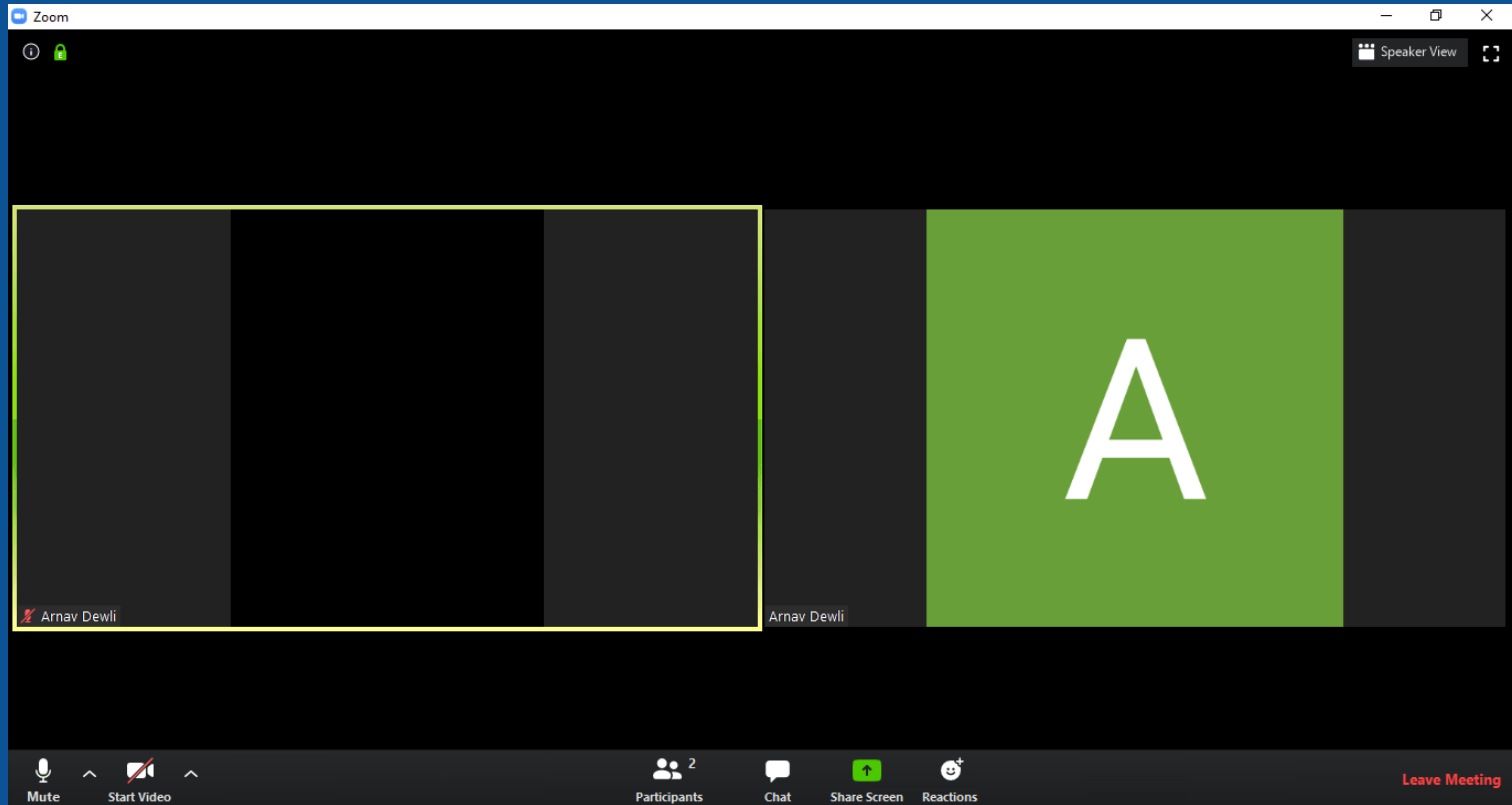 Zoom
Speaker View
E
A
Arnav Dewli
Arnav Dewli
2
Mute
Start Video
Participants
Chat
Share Screen
Reactions
Leave Meeting